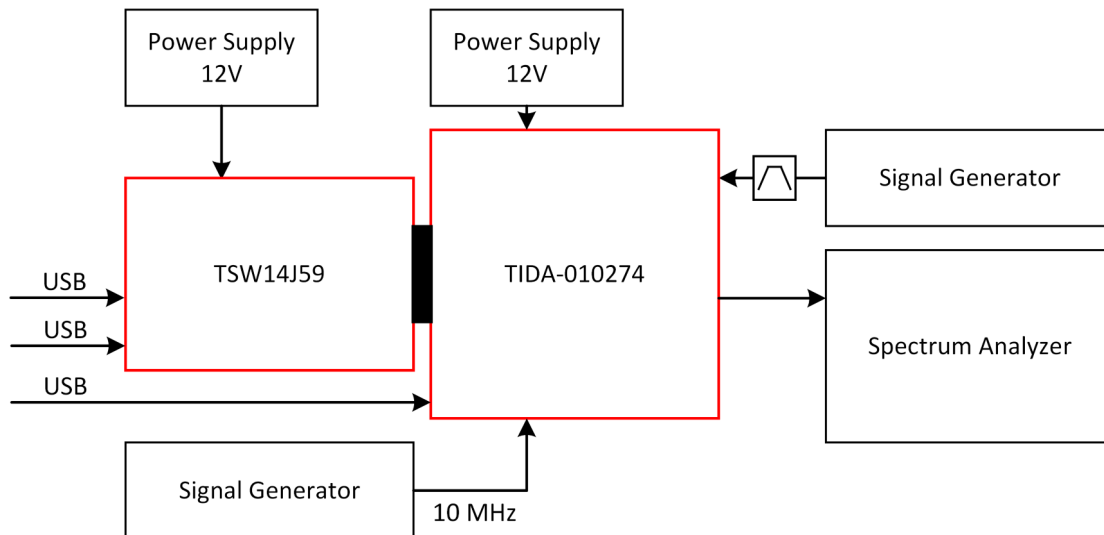 Power Supply
12V
Power Supply
12V
Signal Generator
TSW14J59
TIDA-010274
USB
USB
Spectrum Analyzer
USB
Signal Generator
10 MHz